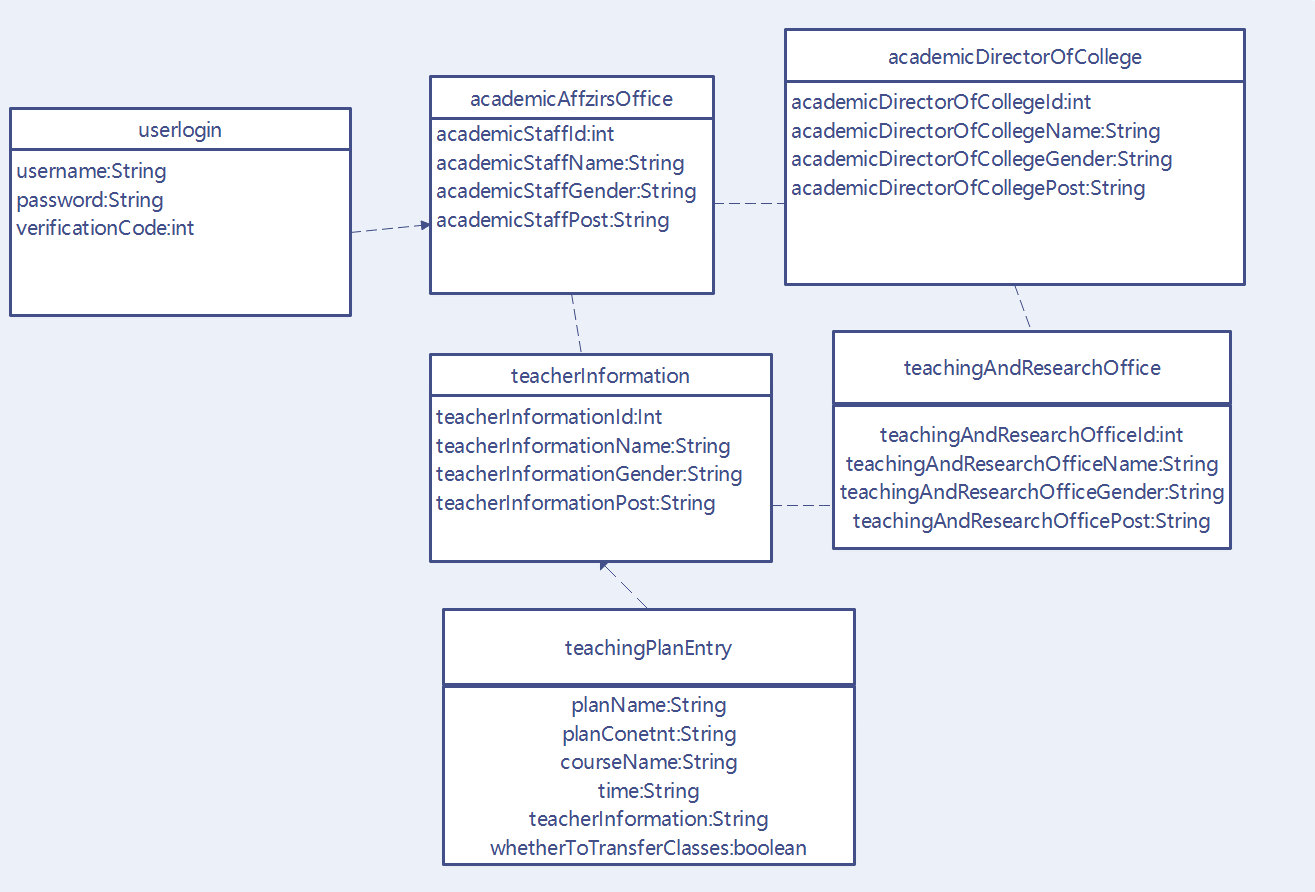 userlogin
username:String
password:String
verificationCode:int
academicAffzirsOffice
academicStaffId:int
academicStaffName:String
academicStaffGender:String
academicStaffPost:String
academicDirectorOfCollege
academicDirectorOfCollegeId:int
academicDirectorOfCollegeName:String
academicDirectorOfCollegeGender:String
academicDirectorOfCollegePost:String
teacherInformation
teacherInformationId:Int
teacherInformationName:String
teacherInformationGender:String
teacherInformationPost:String
teachingAndResearchOffice
teachingAndResearchOfficeId:int
teachingAndResearchOfficeName:String
teachingAndResearchOfficeGender:String
teachingAndResearchOfficePost:String
teachingPlanEntry
planName:String
planConetnt:String
courseName:String
time:String
teacherInformation:String
whetherToTransferClasses:boolean